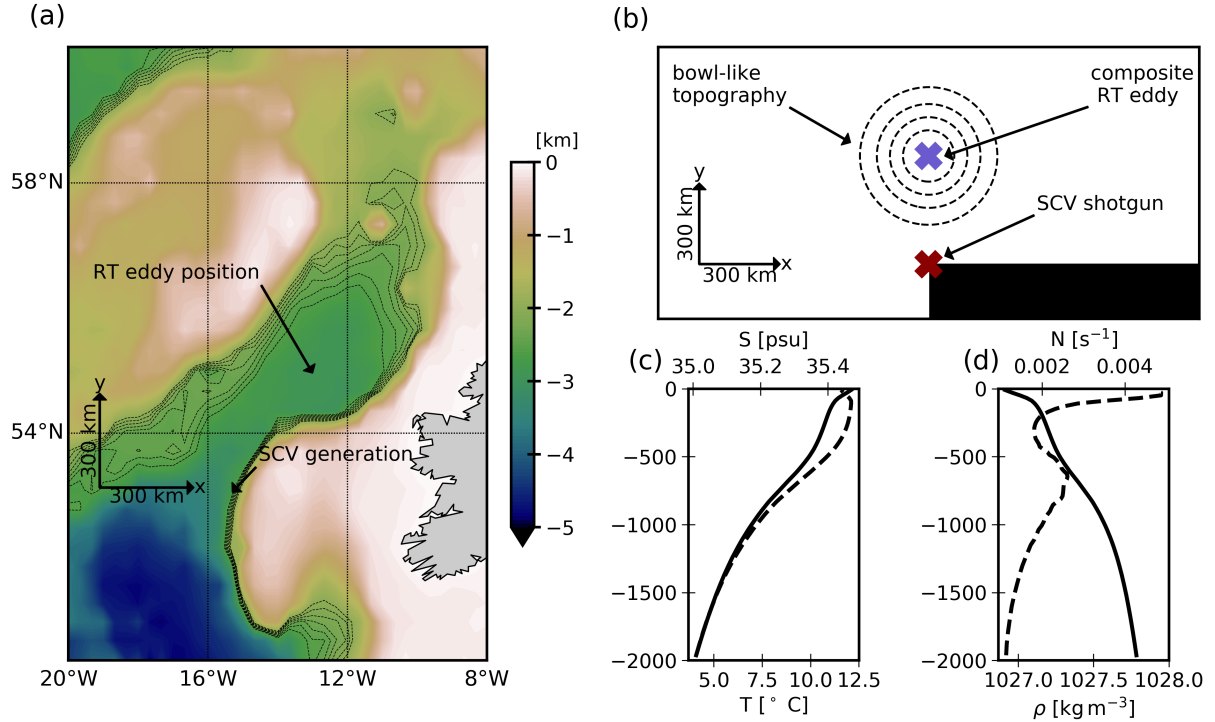 (a)
58°N
54°N
20°W 16°W 12°W 8°W
RT eddy position
SCV generation
y
300 km
300 km x
[km]
0
−1
−2
−3
−4
−5
(b)
bowl-like
topography
composite
RT eddy
SCV shotgun
y
300 km
300 km x
(c)
S [psu]
35.0 35.2 35.4
0
−500
−1000
−1500
−2000
5.0 7.5 10.0 12.5
T [° C]
(d)
N [s⁻¹]
0.002 0.004
0
−500
−1000
−1500
−2000
1027.0 1027.5 1028.0
ρ [kg m⁻³]